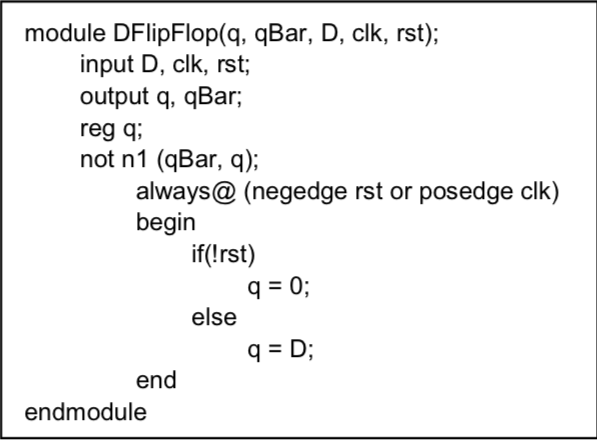 module DFlipFlop(q, qBar, D, clk, rst);
input D, clk, rst;
output q, qBar;
reg q;
not n1 (qBar, q);
always@ (negedge rst or posedge clk)
begin
if(!rst)
q = 0;
else
q = D;
end
endmodule